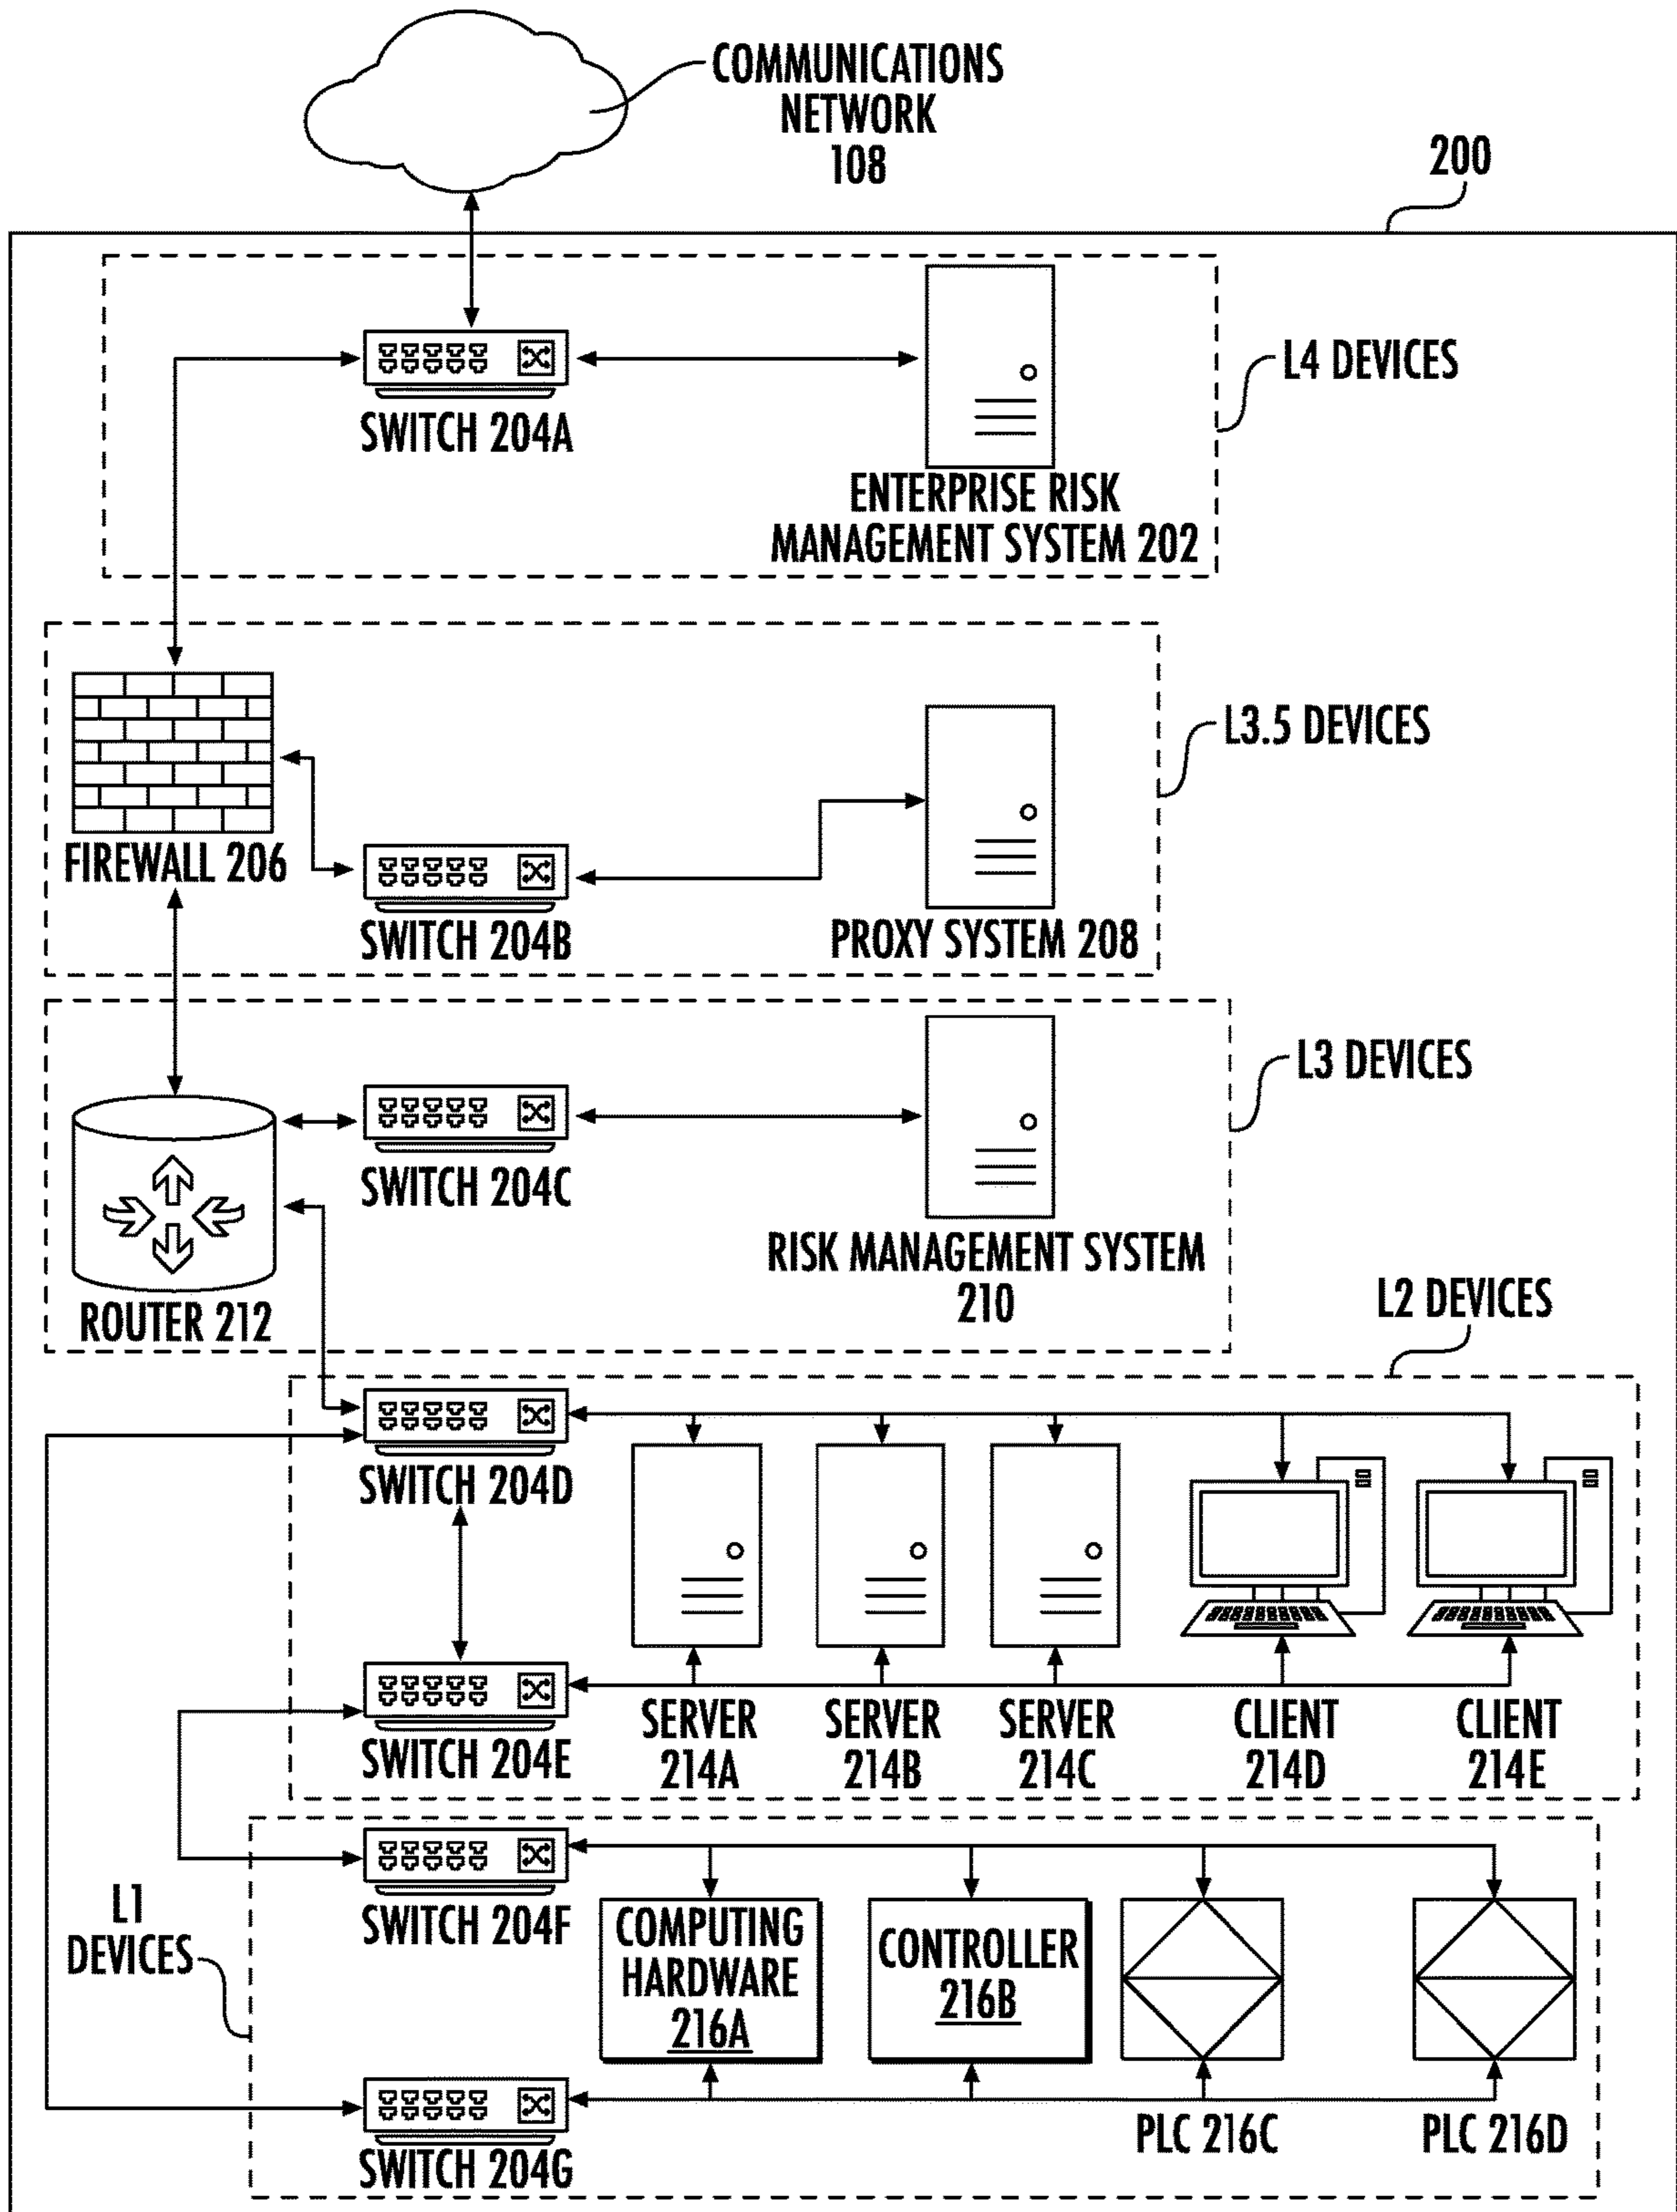 COMMUNICATIONS
NETWORK
108
200
L4 DEVICES
SWITCH 204A
ENTERPRISE RISK
MANAGEMENT SYSTEM 202
L3.5 DEVICES
FIREWALL 206
SWITCH 204B
PROXY SYSTEM 208
L3 DEVICES
SWITCH 204C
RISK MANAGEMENT SYSTEM
210
ROUTER 212
L2 DEVICES
SWITCH 204D
SWITCH 204E
SERVER
214A
SERVER
214B
SERVER
214C
CLIENT
214D
CLIENT
214E
L1
DEVICES
SWITCH 204F
COMPUTING
HARDWARE
216A
CONTROLLER
216B
PLC 216C
PLC 216D
SWITCH 204G